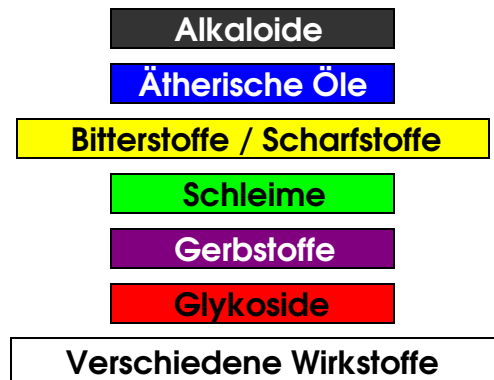 Alkaloide
Ätherische Öle
Bitterstoffe / Scharfstoffe
Schleime
Gerbstoffe
Glykoside
Verschiedene Wirkstoffe